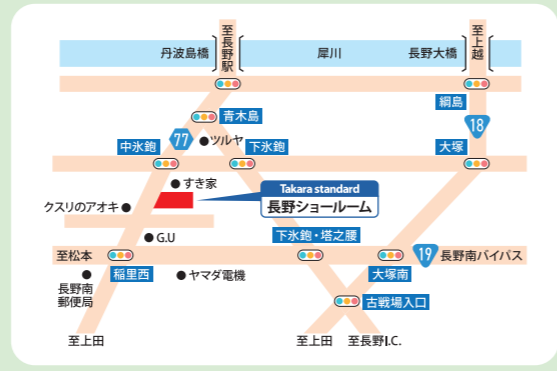 至長野駅
至上越
丹波島橋
犀川
長野大橋
青木島
綱島
77
ツルヤ
18
中氷鉋
下氷鉋
大塚
すき家
Takara standard
長野ショールーム
クスリのアオキ
G.U
下氷鉋・塔之腰
至松本
19
長野南バイパス
稲里西
ヤマダ電機
大塚南
長野南
郵便局
古戦場入口
至上田
至上田
至長野I.C.